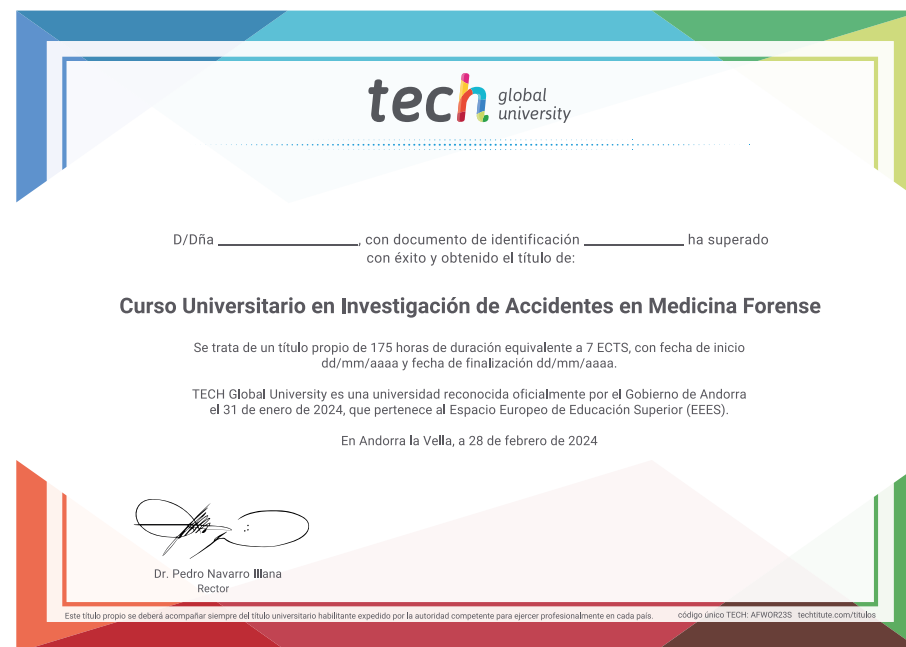 tech global university
D/Dña ____________________, con documento de identificación ______________ ha superado
con éxito y obtenido el título de:
Curso Universitario en Investigación de Accidentes en Medicina Forense
Se trata de un título propio de 175 horas de duración equivalente a 7 ECTS, con fecha de inicio
dd/mm/aaaa y fecha de finalización dd/mm/aaaa.
TECH Global University es una universidad reconocida oficialmente por el Gobierno de Andorra
el 31 de enero de 2024, que pertenece al Espacio Europeo de Educación Superior (EEES).
En Andorra la Vella, a 28 de febrero de 2024
Dr. Pedro Navarro Illana
Rector
Este título propio se deberá acompañar siempre del título universitario habilitante expedido por la autoridad competente para ejercer profesionalmente en cada país. código único TECH: AFWOR23S techtitute.com/titulos